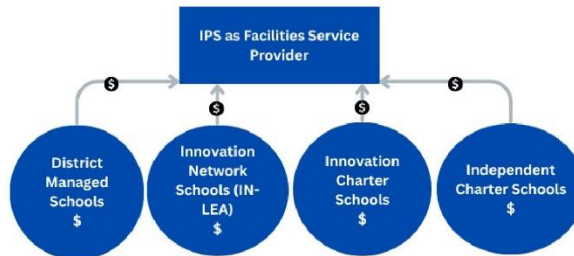 IPS as Facilities Service
Provider
$
$
$
$
District
Managed
Schools
$
Innovation
Network
Schools (IN-
LEA)
$
Innovation
Charter
Schools
$
Independent
Charter Schools
$